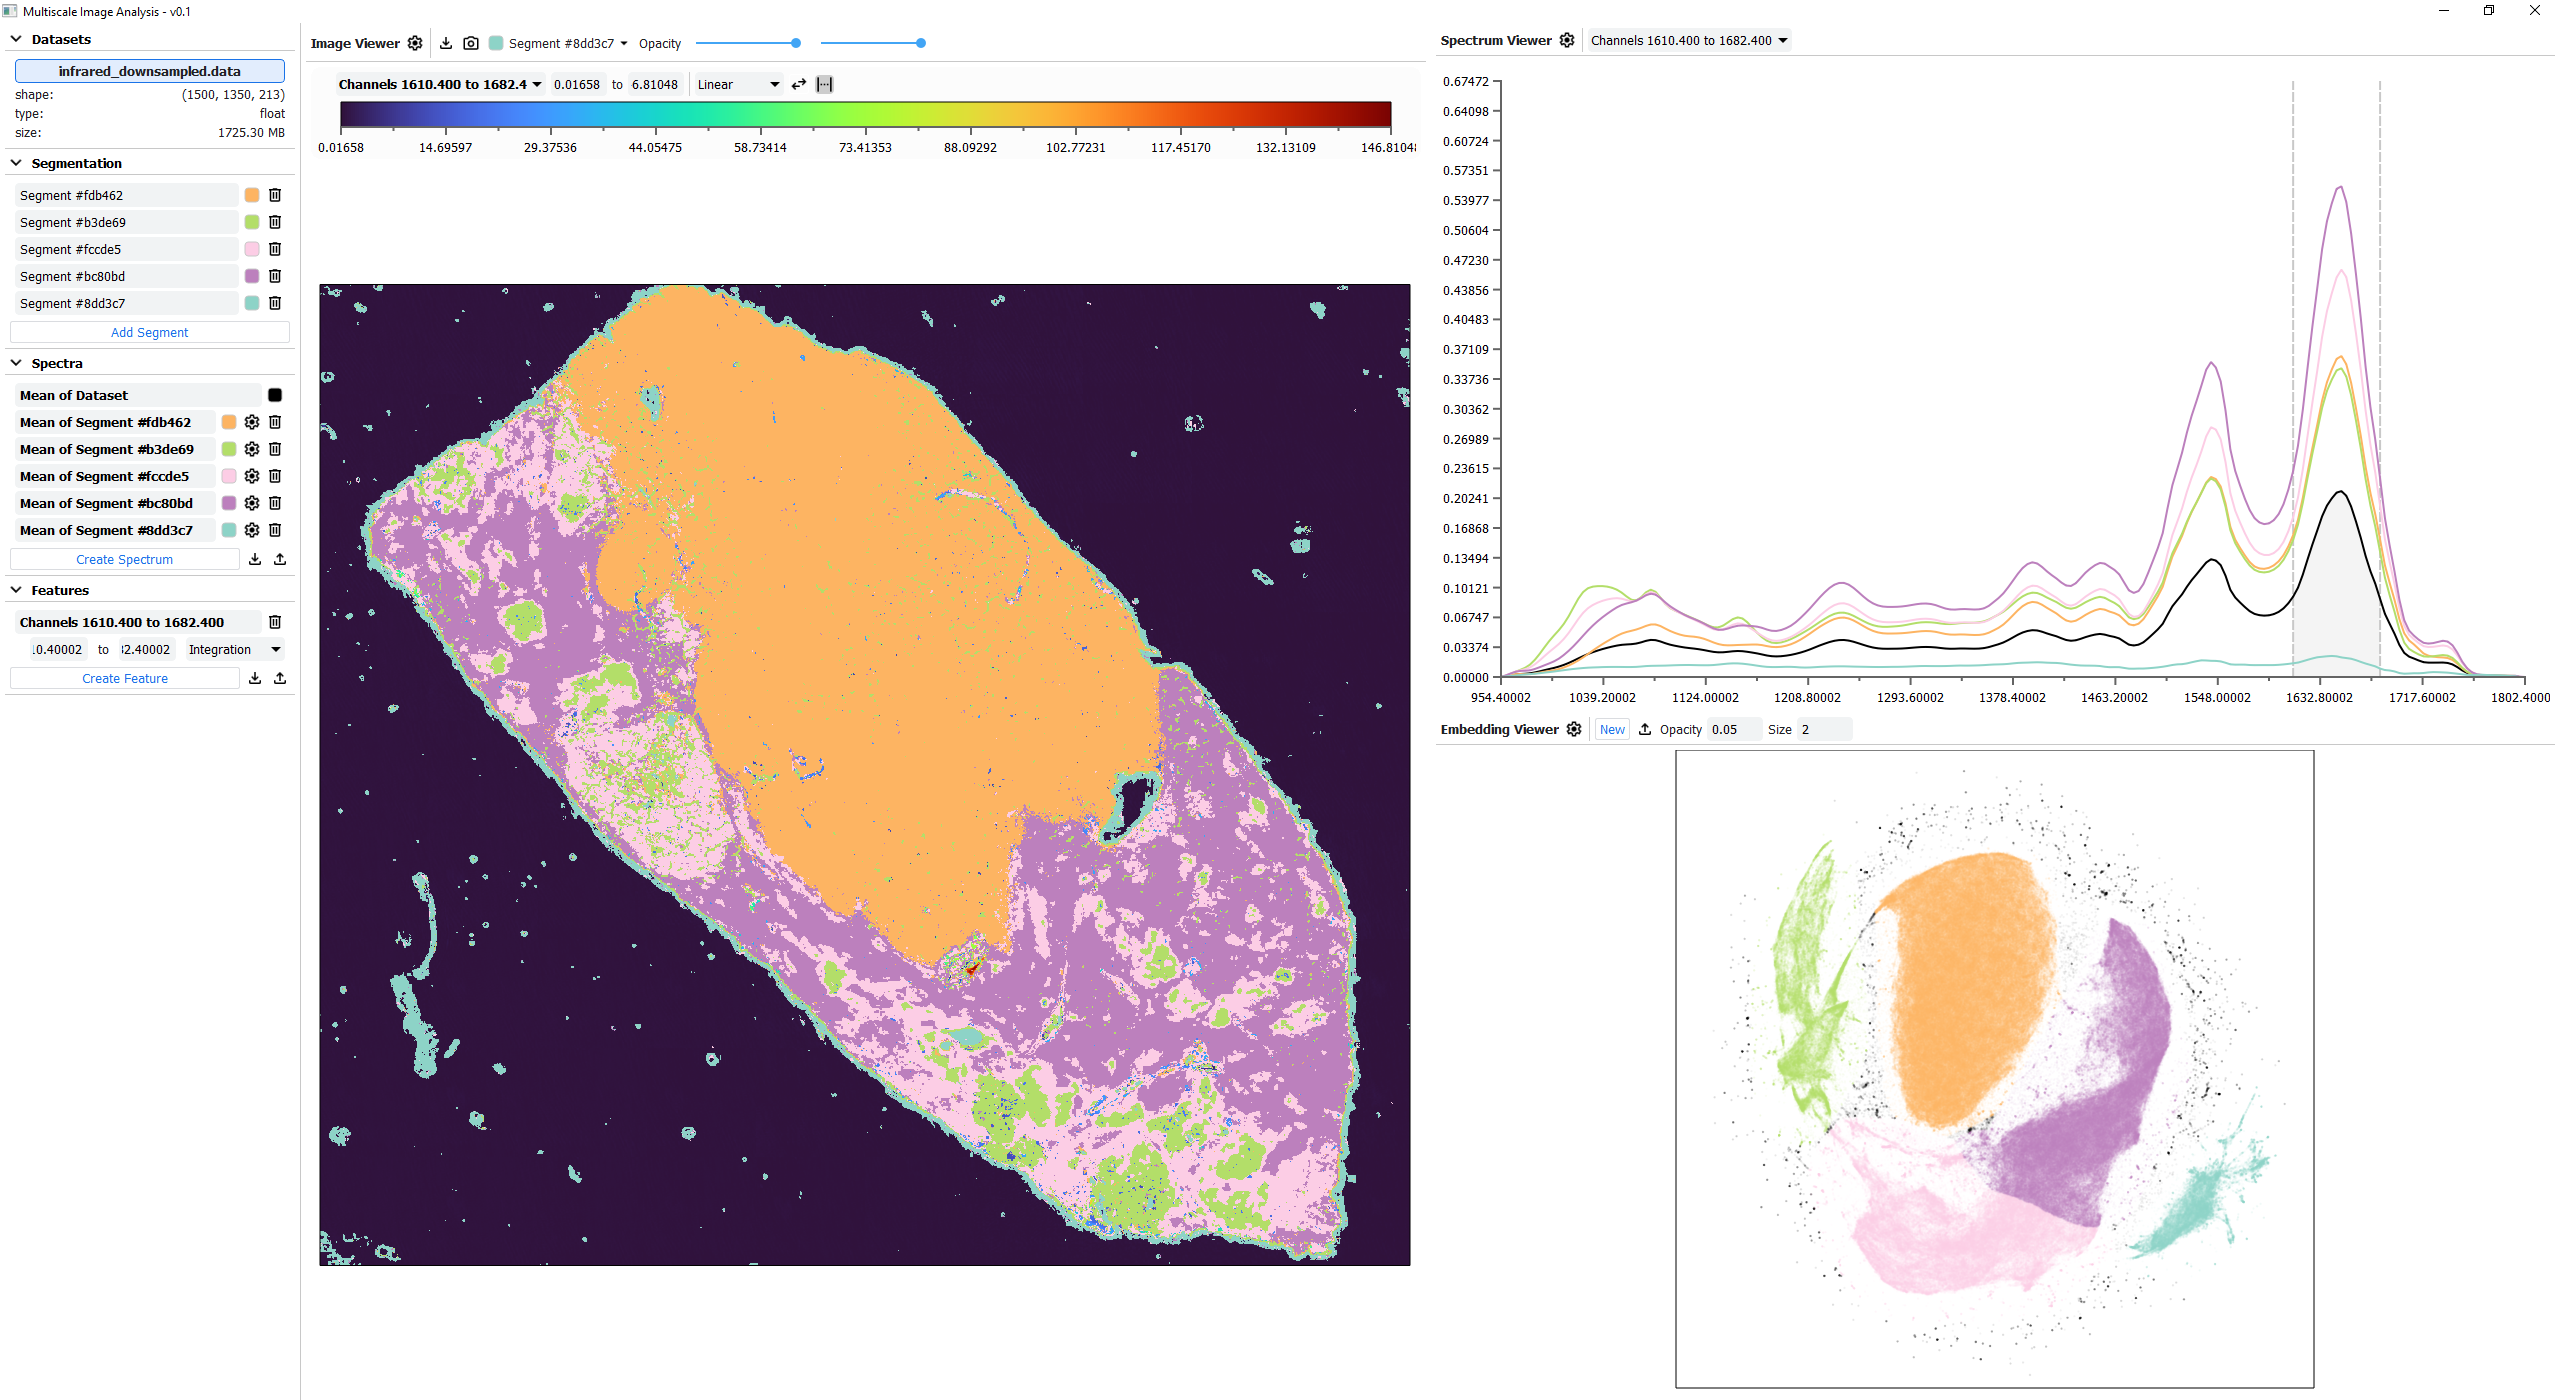 Multiscale Image Analysis - v0.1
Datasets
infrared_downsampled.data
shape: (1500, 1350, 213)
type: float
size: 1725.30 MB
Segmentation
Segment #fdb462
Segment #b3de69
Segment #fccde5
Segment #bc80bd
Segment #8dd3c7
Add Segment
Spectra
Mean of Dataset
Mean of Segment #fdb462
Mean of Segment #b3de69
Mean of Segment #fccde5
Mean of Segment #bc80bd
Mean of Segment #8dd3c7
Create Spectrum
Features
Channels 1610.400 to 1682.400
.0.40002 to 32.40002 Integration
Create Feature
Image Viewer Segment #8dd3c7 Opacity
Channels 1610.400 to 1682.4 0.01658 to 6.81048 Linear
0.01658 14.69597 29.37536 44.05475 58.73414 73.41353 88.09292 102.77231 117.45170 132.13109 146.8104
Spectrum Viewer Channels 1610.400 to 1682.400
0.67472
0.64098
0.60724
0.57351
0.53977
0.50604
0.47230
0.43856
0.40483
0.37109
0.33736
0.30362
0.26989
0.23615
0.20241
0.16868
0.13494
0.10121
0.06747
0.03374
0.00000
954.40002 1039.20002 1124.00002 1208.80002 1293.60002 1378.40002 1463.20002 1548.00002 1632.80002 1717.60002 1802.4000
Embedding Viewer New Opacity 0.05 Size 2